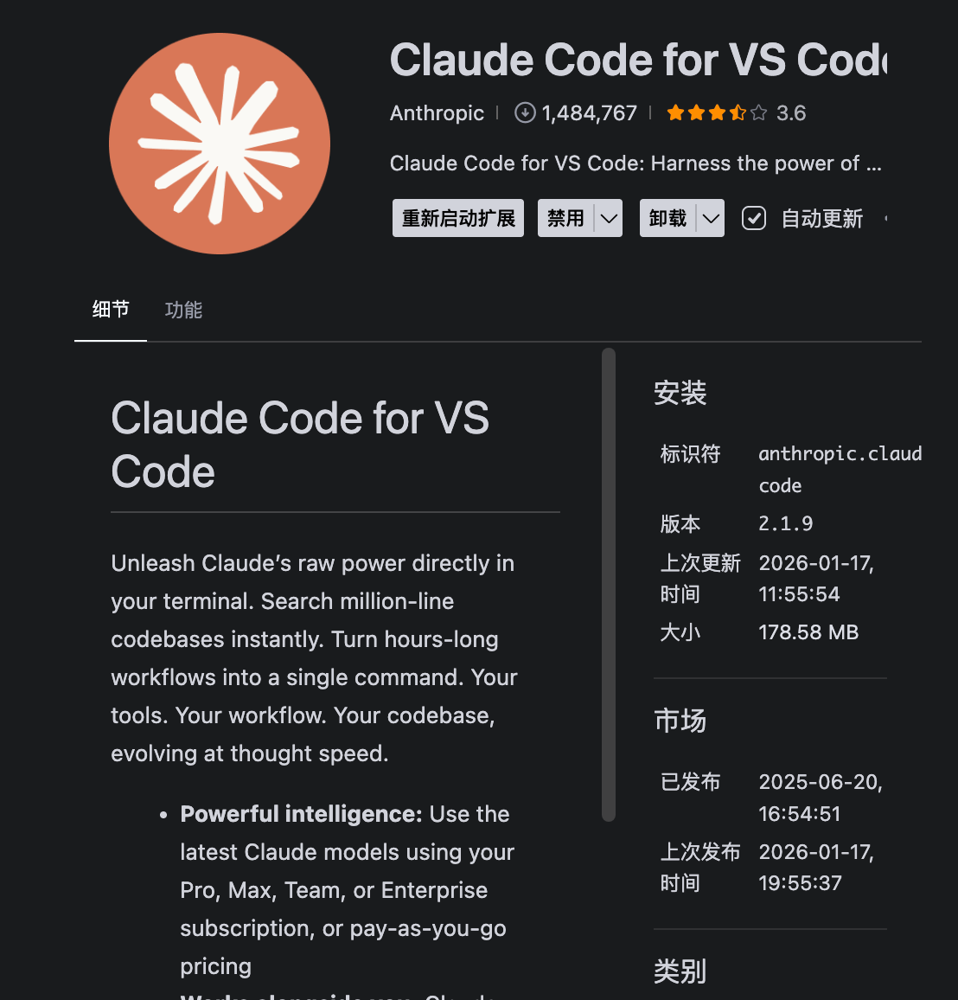 Claude Code for VS Code
Anthropic
1,484,767
3.6
Claude Code for VS Code: Harness the power of ...
重新启动扩展
禁用
卸载
自动更新
细节
功能
Claude Code for VS
Code
Unleash Claude’s raw power directly in
your terminal. Search million-line
codebases instantly. Turn hours-long
workflows into a single command. Your
tools. Your workflow. Your codebase,
evolving at thought speed.
• Powerful intelligence: Use the
latest Claude models using your
Pro, Max, Team, or Enterprise
subscription, or pay-as-you-go
pricing
安装
标识符 anthropic.claud
code
版本 2.1.9
上次更新 2026-01-17,
时间 11:55:54
大小 178.58 MB
市场
已发布 2025-06-20,
16:54:51
上次发布 2026-01-17,
时间 19:55:37
类别